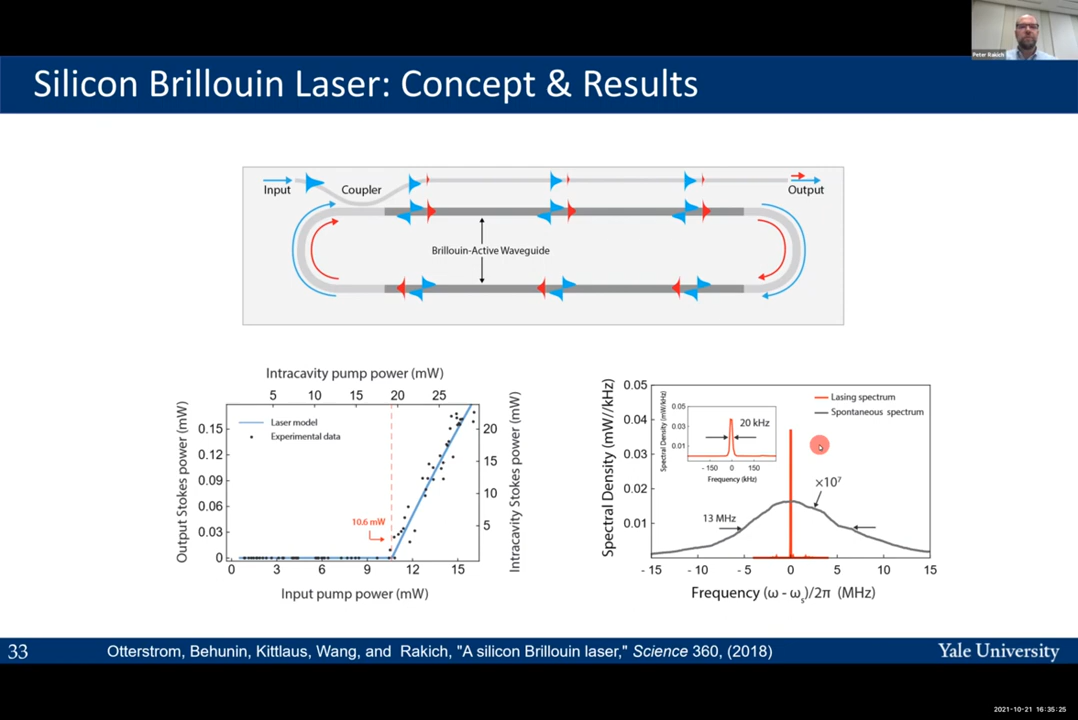 Peter Rakich
Silicon Brillouin Laser: Concept & Results
Input
Coupler
Output
Brillouin-Active Waveguide
Intracavity pump power (mW)
5 10 15 20 25
Output Stokes power (mW)
0.15
0.12
0.09
0.06
0.03
0
Laser model
Experimental data
10.6 mW
20
15
10
5
Intracavity Stokes power (mW)
0 3 6 9 12 15
Input pump power (mW)
Spectral Density (mW//kHz)
0.05
0.04
0.03
0.02
0.01
Spectral Density (mW/kHz)
0.05
0.03
0.01
20 kHz
- 150 0 150
Frequency (kHz)
Lasing spectrum
Spontaneous spectrum
×10⁷
13 MHz
- 15 - 10 - 5 0 5 10 15
Frequency (ω - ωs)/2π (MHz)
33 Otterstrom, Behunin, Kittlaus, Wang, and Rakich, "A silicon Brillouin laser," Science 360, (2018) Yale University
2021-10-21 16:35:25